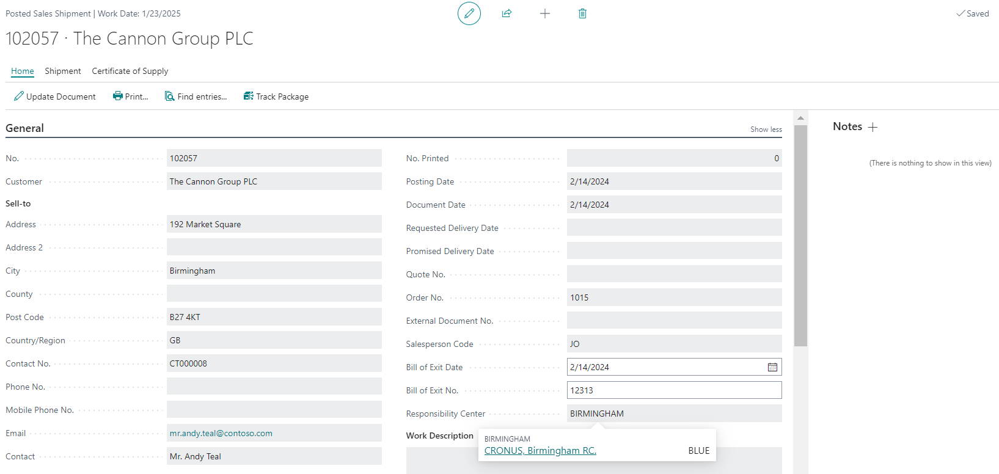 Posted Sales Shipment | Work Date: 1/23/2025
Saved
102057 · The Cannon Group PLC
Home Shipment Certificate of Supply
Update Document Print... Find entries... Track Package
General
Show less
No. 102057
Customer The Cannon Group PLC
Sell-to
Address 192 Market Square
Address 2
City Birmingham
County
Post Code B27 4KT
Country/Region GB
Contact No. CT000008
Phone No.
Mobile Phone No.
Email mr.andy.teal@contoso.com
Contact Mr. Andy Teal
No. Printed 0
Posting Date 2/14/2024
Document Date 2/14/2024
Requested Delivery Date
Promised Delivery Date
Quote No.
Order No. 1015
External Document No.
Salesperson Code JO
Bill of Exit Date 2/14/2024
Bill of Exit No. 12313
Responsibility Center BIRMINGHAM
Work Description
BIRMINGHAM
CRONUS, Birmingham RC. BLUE
Notes
(There is nothing to show in this view)